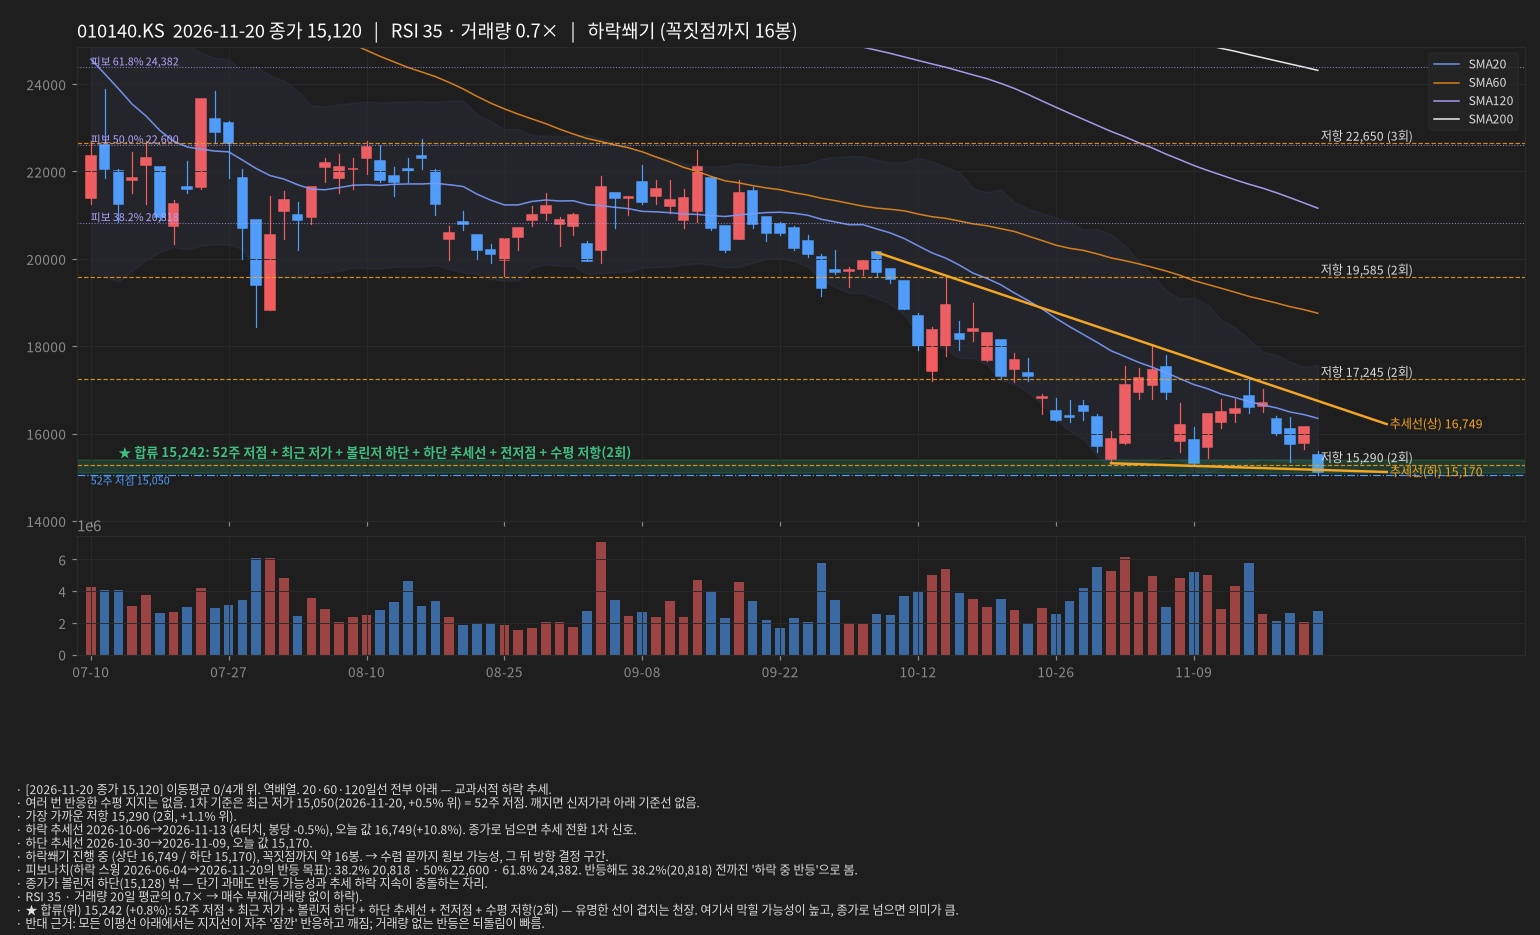 010140.KS 2026-11-20 종가 15,120 | RSI 35 · 거래량 0.7× | 하락쐐기 (꼭짓점까지 16봉)
SMA20
SMA60
SMA120
SMA200
피보 61.8% 24,382
24000
피보 50.0% 22,600
저항 22,650 (3회)
22000
피보 38.2% 20,818
20000
저항 19,585 (2회)
18000
저항 17,245 (2회)
16000
추세선(상) 16,749
★ 합류 15,242: 52주 저점 + 최근 저가 + 볼린저 하단 + 하단 추세선 + 전저점 + 수평 저항(2회)
저항 15,290 (2회)
추세선(하) 15,170
52주 저점 15,050
14000
1e6
6
4
2
0
07-10
07-27
08-10
08-25
09-08
09-22
10-12
10-26
11-09
· [2026-11-20 종가 15,120] 이동평균 0/4개 위. 역배열. 20·60·120일선 전부 아래 — 교과서적 하락 추세.
· 여러 번 반응한 수평 지지는 없음. 1차 기준은 최근 저가 15,050(2026-11-20, +0.5% 위) = 52주 저점. 깨지면 신저가라 아래 기준선 없음.
· 가장 가까운 저항 15,290 (2회, +1.1% 위).
· 하락 추세선 2026-10-06→2026-11-13 (4터치, 봉당 -0.5%), 오늘 값 16,749(+10.8%). 종가로 넘으면 추세 전환 1차 신호.
· 하단 추세선 2026-10-30→2026-11-09, 오늘 값 15,170.
· 하락쐐기 진행 중 (상단 16,749 / 하단 15,170), 꼭짓점까지 약 16봉. → 수렴 끝까지 횡보 가능성, 그 뒤 방향 결정 구간.
· 피보나치(하락 스윙 2026-06-04→2026-11-20의 반등 목표): 38.2% 20,818 · 50% 22,600 · 61.8% 24,382. 반등해도 38.2%(20,818) 전까진 '하락 중 반등'으로 봄.
· 종가가 볼린저 하단(15,128) 밖 — 단기 과매도 반등 가능성과 추세 하락 지속이 충돌하는 자리.
· RSI 35 · 거래량 20일 평균의 0.7× → 매수 부재(거래량 없이 하락).
· ★ 합류(위) 15,242 (+0.8%): 52주 저점 + 최근 저가 + 볼린저 하단 + 하단 추세선 + 전저점 + 수평 저항(2회) — 유명한 선이 겹치는 천장. 여기서 막힐 가능성이 높고, 종가로 넘으면 의미가 큼.
· 반대 근거: 모든 이평선 아래에서는 지지선이 자주 '잠깐' 반응하고 깨짐; 거래량 없는 반등은 되돌림이 빠름.